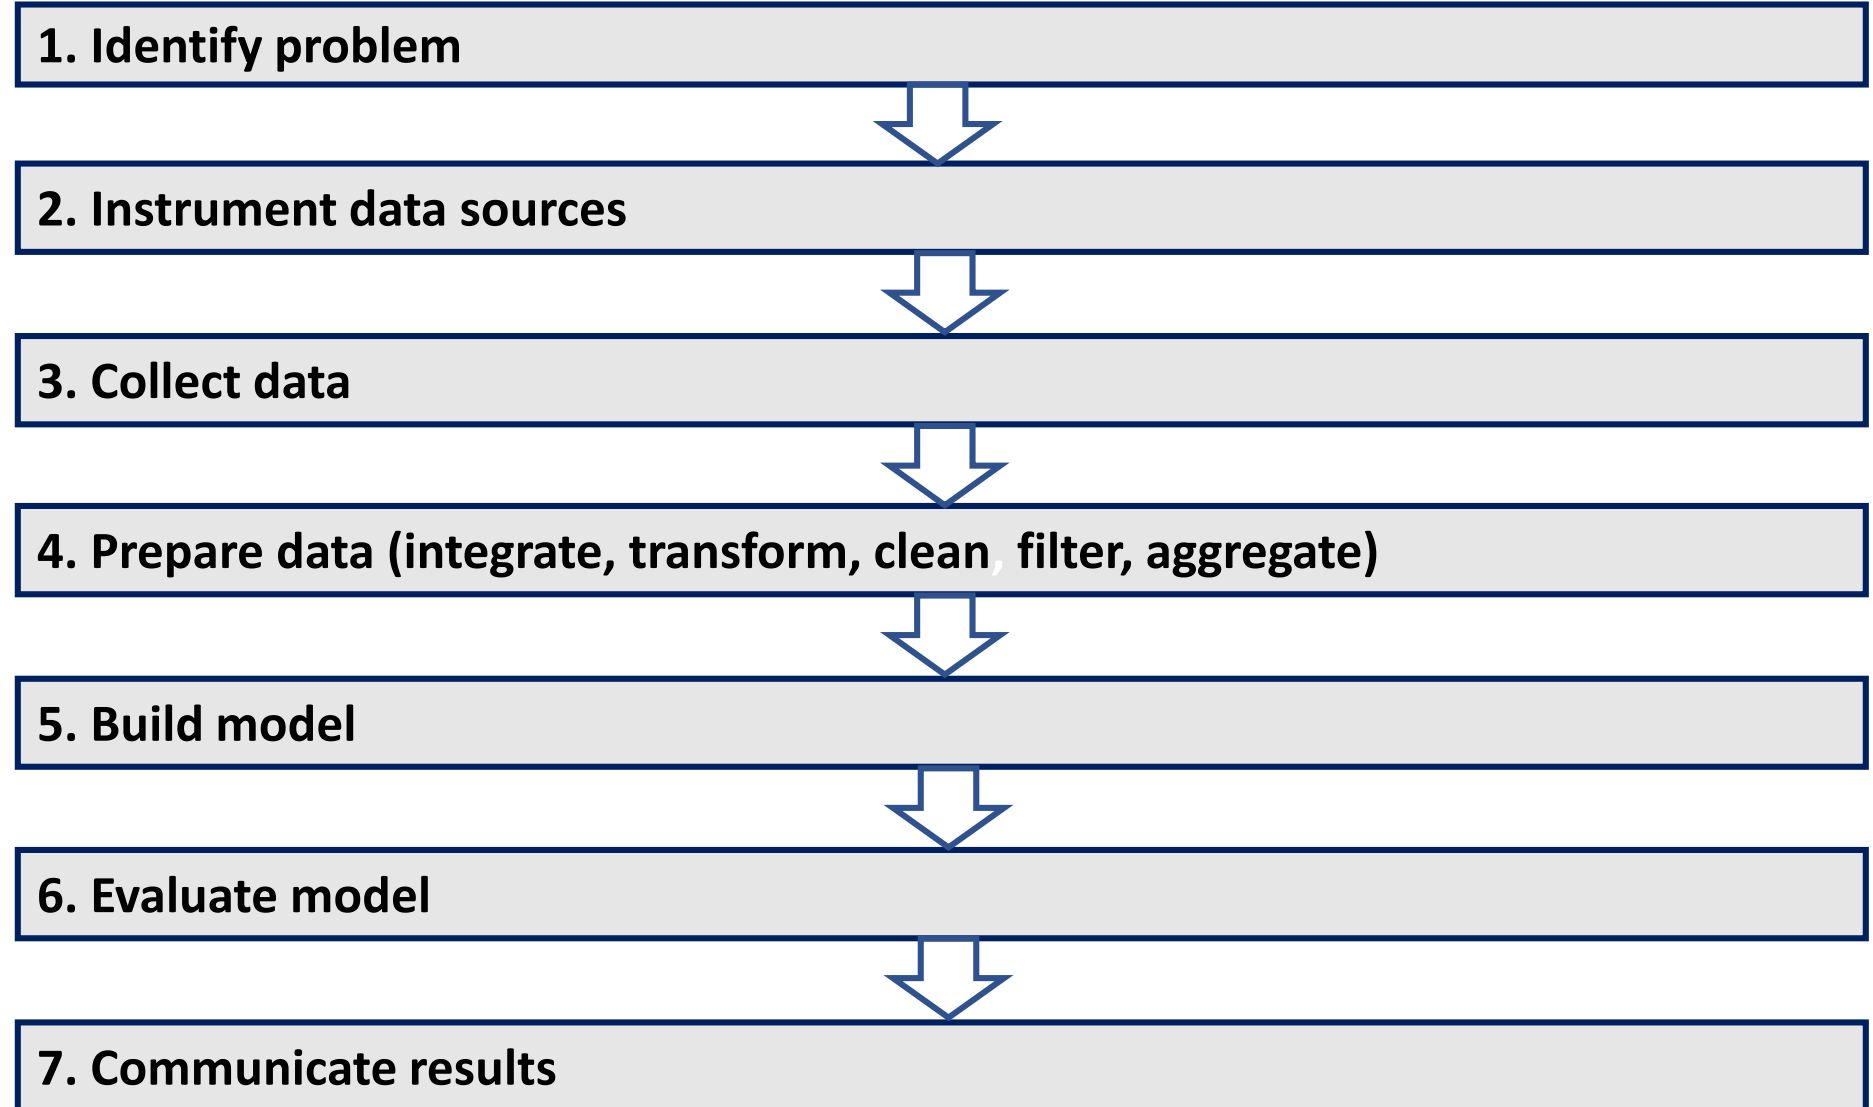 1. Identify problem
2. Instrument data sources
3. Collect data
4. Prepare data (integrate, transform, clean, filter, aggregate)
5. Build model
6. Evaluate model
7. Communicate results